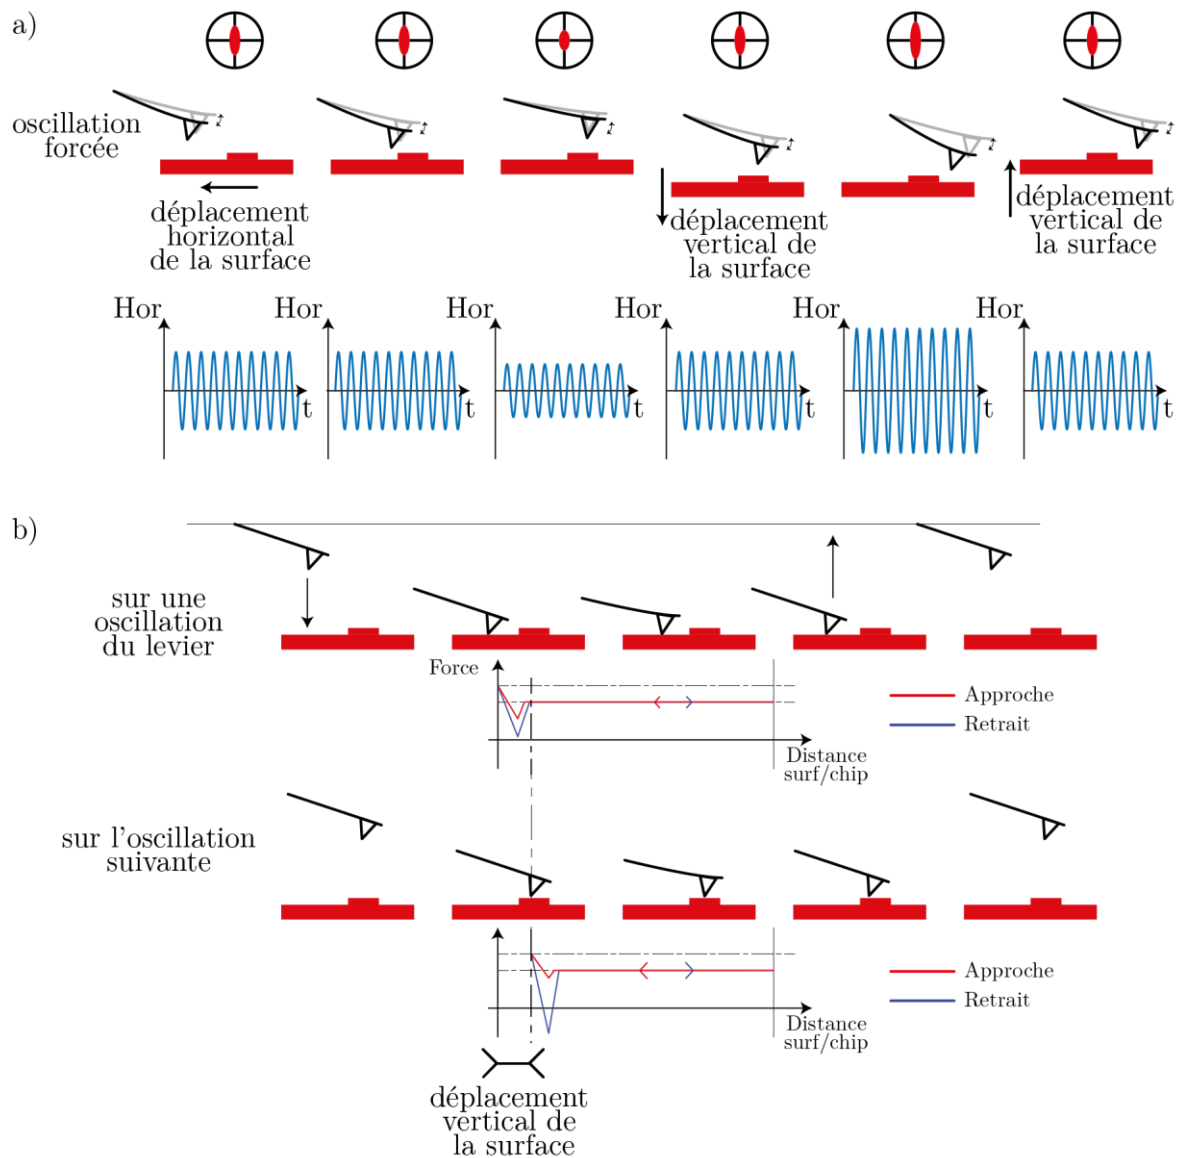 a)
oscillation
forcée
déplacement
horizontal
de la surface
déplacement
vertical de
la surface
déplacement
vertical de
la surface
Hor
t
Hor
t
Hor
t
Hor
t
Hor
t
Hor
t
b)
sur une
oscillation
du levier
Force
Distance
surf/chip
Approche
Retrait
sur l'oscillation
suivante
Distance
surf/chip
Approche
Retrait
déplacement
vertical de
la surface